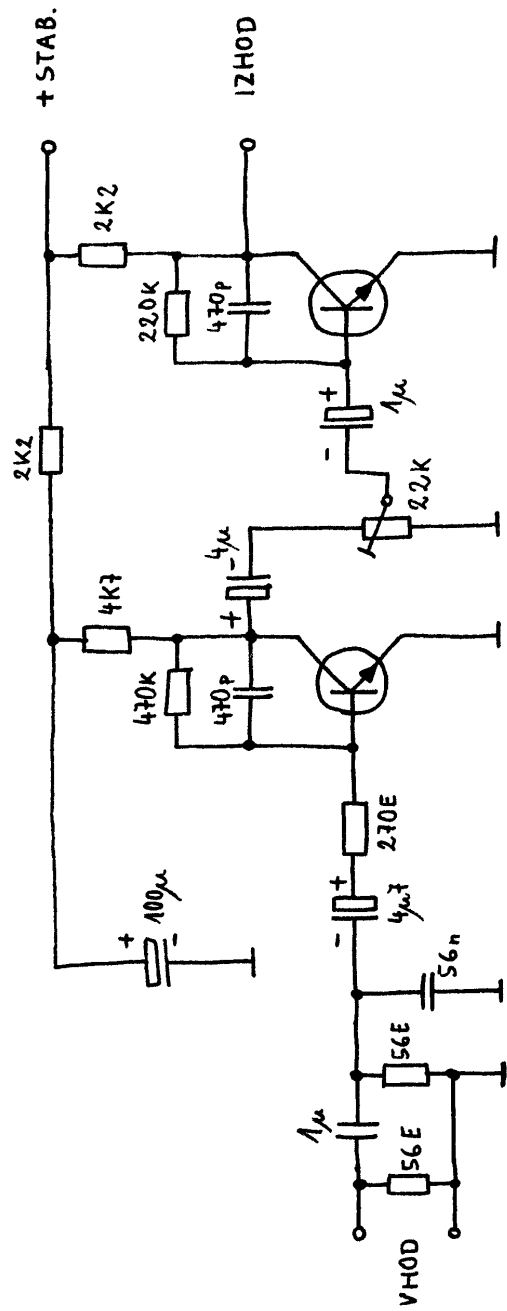 +STAB.
IZHOD
2K2
220K
470p
1µ
2K2
22K
4µ
4K7
470K
470p
270E
4µ7
100µ
56n
56E
1µ
56E
VHOD